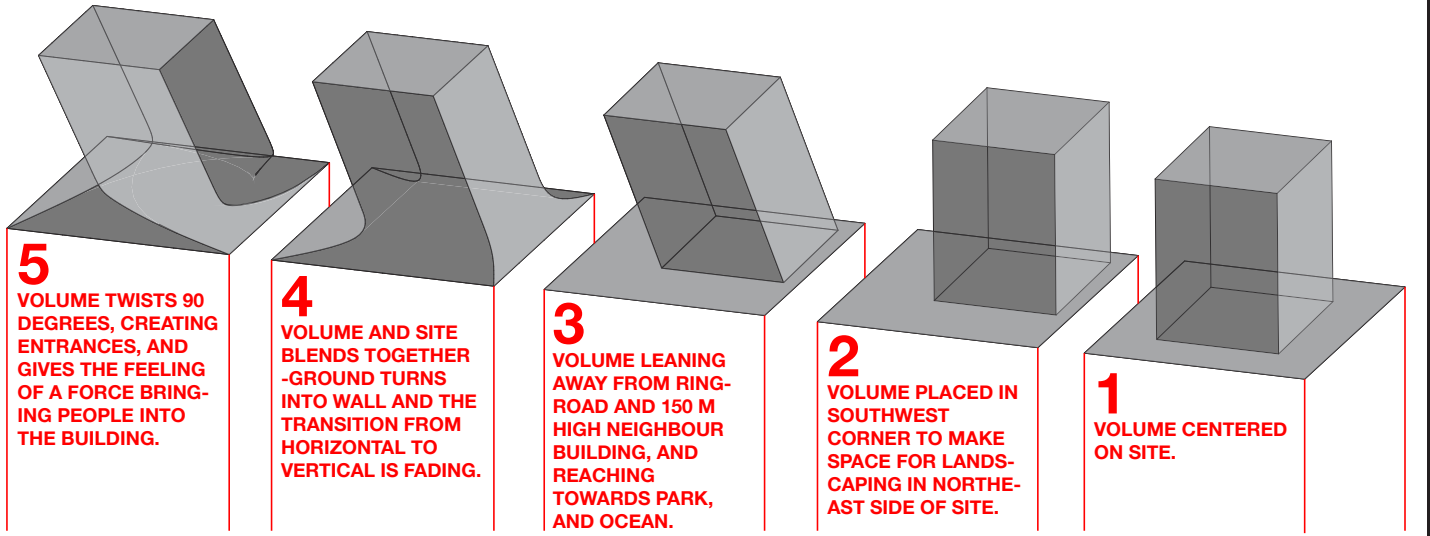 5
VOLUME TWISTS 90
DEGREES, CREATING
ENTRANCES, AND
GIVES THE FEELING
OF A FORCE BRING-
ING PEOPLE INTO
THE BUILDING.
4
VOLUME AND SITE
BLENDS TOGETHER
-GROUND TURNS
INTO WALL AND THE
TRANSITION FROM
HORIZONTAL TO
VERTICAL IS FADING.
3
VOLUME LEANING
AWAY FROM RING-
ROAD AND 150 M
HIGH NEIGHBOUR
BUILDING, AND
REACHING
TOWARDS PARK,
AND OCEAN.
2
VOLUME PLACED IN
SOUTHWEST
CORNER TO MAKE
SPACE FOR LANDS-
CAPING IN NORTHE-
AST SIDE OF SITE.
1
VOLUME CENTERED
ON SITE.